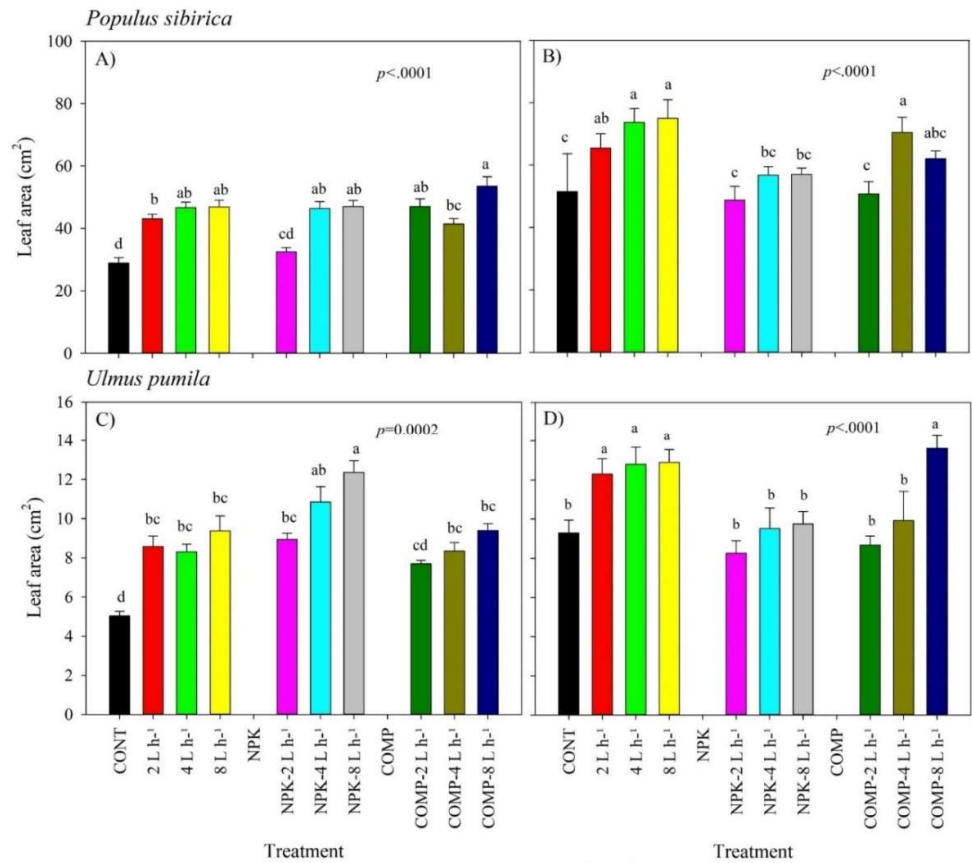 Populus sibirica
A)
p<.0001
Leaf area (cm²)
100
80
60
40
20
0
d
b
ab
ab
cd
ab
ab
ab
bc
a
B)
p<.0001
c
ab
a
a
c
bc
bc
c
a
abc
Ulmus pumila
C)
p=0.0002
Leaf area (cm²)
16
14
12
10
8
6
4
2
0
d
bc
bc
bc
bc
ab
a
cd
bc
bc
D)
p<.0001
b
a
a
a
b
b
b
b
b
a
CONT
2 L h-¹
4 L h-¹
8 L h-¹
NPK
NPK-2 L h-¹
NPK-4 L h-¹
NPK-8 L h-¹
COMP
COMP-2 L h-¹
COMP-4 L h-¹
COMP-8 L h-¹
Treatment
CONT
2 L h-¹
4 L h-¹
8 L h-¹
NPK
NPK-2 L h-¹
NPK-4 L h-¹
NPK-8 L h-¹
COMP
COMP-2 L h-¹
COMP-4 L h-¹
COMP-8 L h-¹
Treatment